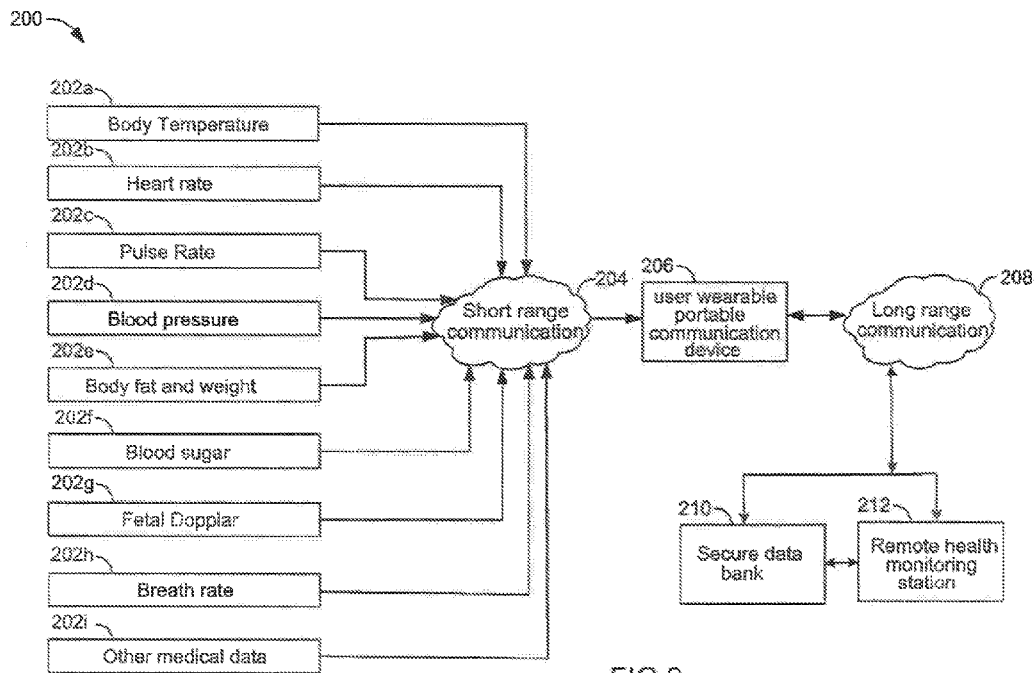 200
202a
Body Temperature
202b
Heart rate
202c
Pulse Rate
202d
Blood pressure
202e
Body fat and weight
202f
Blood sugar
202g
Fetal Dopplar
202h
Breath rate
202i
Other medical data
Short range
communication
204
206
user wearable
portable
communication
device
Long range
communication
208
210
Secure data
bank
212
Remote health
monitoring
station